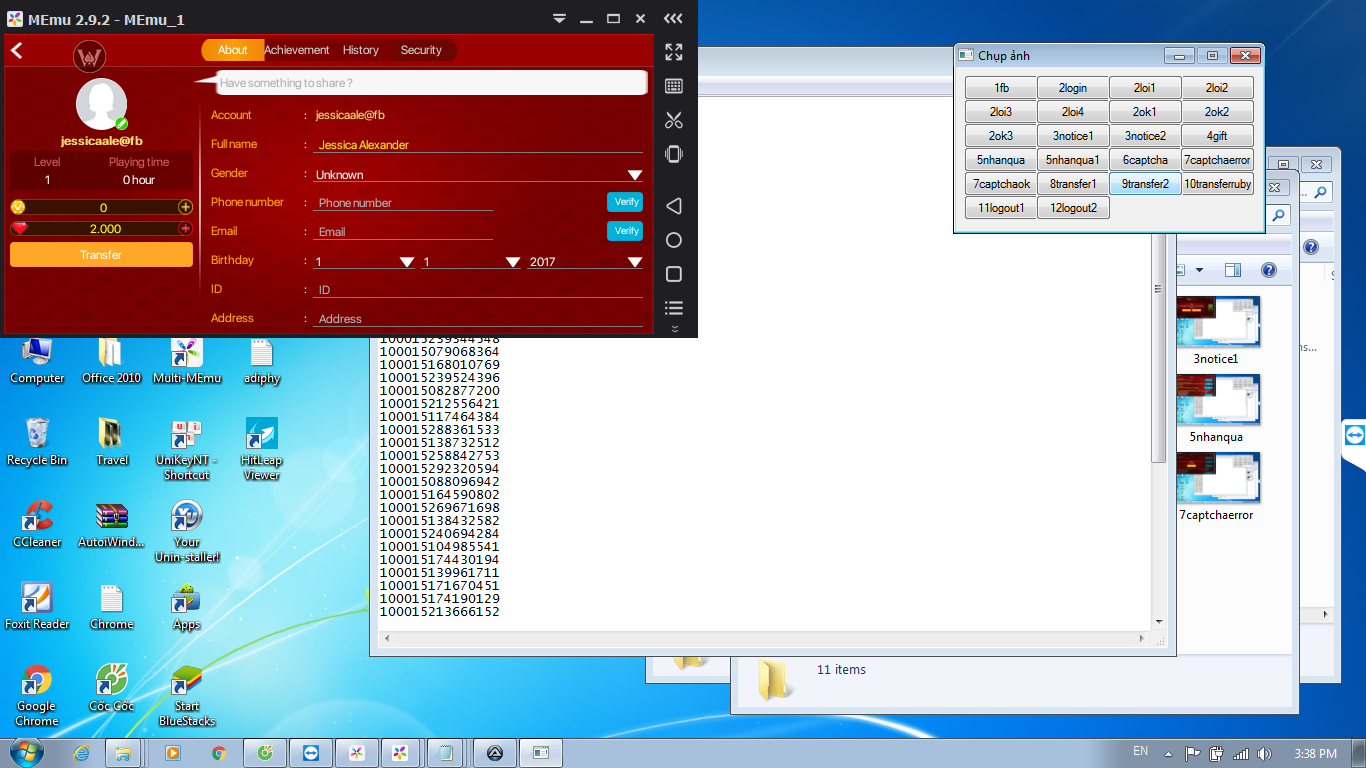 MEmu 2.9.2 - MEmu_1
About Achievement History Security
Have something to share ?
jessicaale@fb
Level Playing time
1 0 hour
0
2.000
Transfer
Account : jessicaale@fb
Full name : Jessica Alexander
Gender : Unknown
Phone number : Phone number Verify
Email : Email Verify
Birthday : 1 1 2017
ID : ID
Address : Address
Chụp ảnh
1fb 2login 2loi1 2loi2
2loi3 2loi4 2ok1 2ok2
2ok3 3notice1 3notice2 4gift
5nhanqua 5nhanqua1 6captcha 7captchaerror
7captchaok 8transfer1 9transfer2 10transferruby
11logout1 12logout2
3notice1
5nhanqua
7captchaerror
ns...
11 items
100015239344548
100015079068364
100015168010769
100015239524396
100015082877200
100015212556421
100015117464384
100015288361533
100015138732512
100015258842753
100015292320594
100015088096942
100015164590802
100015269671698
100015138432582
100015240694284
100015104985541
100015174430194
100015139961711
100015171670451
100015174190129
100015213666152
Computer Office 2010 Multi-MEmu adiphy
Recycle Bin Travel UniKeyNT - Shortcut HitLeap Viewer
CCleaner AutoiWind... Your Unin-staller!
Foxit Reader Chrome Apps
Google Chrome Cốc Cốc Start BlueStacks
EN 3:38 PM